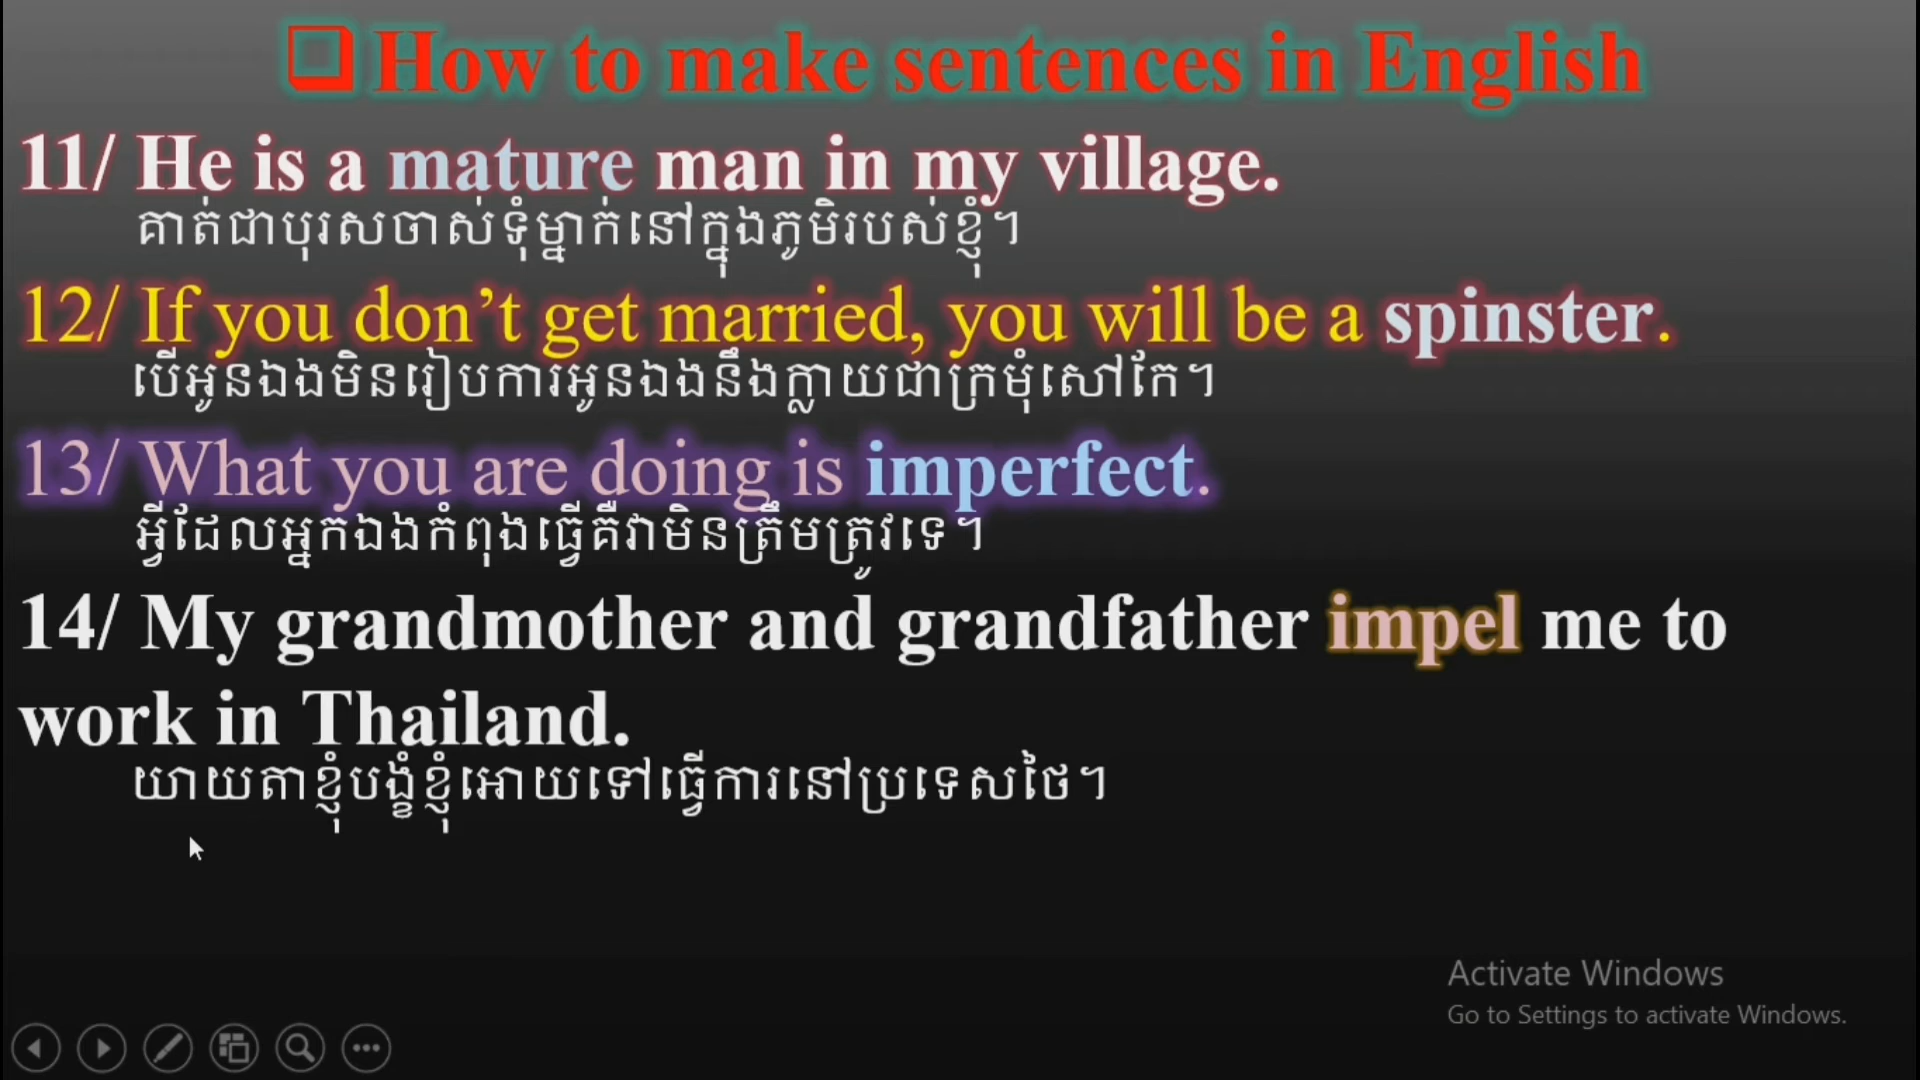 ❑ How to make sentences in English
11/ He is a mature man in my village.
គាត់ជាបុរសចាស់ទុំម្នាក់នៅក្នុងភូមិរបស់ខ្ញុំ។
12/ If you don’t get married, you will be a spinster.
បើអូនឯងមិនរៀបការអូនឯងនឹងក្លាយជាក្រមុំសៅកែ។
13/ What you are doing is imperfect.
អ្វីដែលអ្នកឯងកំពុងធ្វើគឺវាមិនត្រឹមត្រូវទេ។
14/ My grandmother and grandfather impel me to
work in Thailand.
យាយតាខ្ញុំបង្ខំខ្ញុំអោយទៅធ្វើការនៅប្រទេសថៃ។
Activate Windows
Go to Settings to activate Windows.